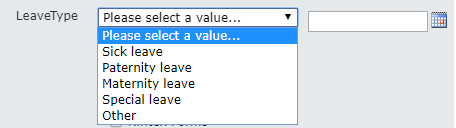 LeaveType Please select a value...
Please select a value...
Sick leave
Paternity leave
Maternity leave
Special leave
Other